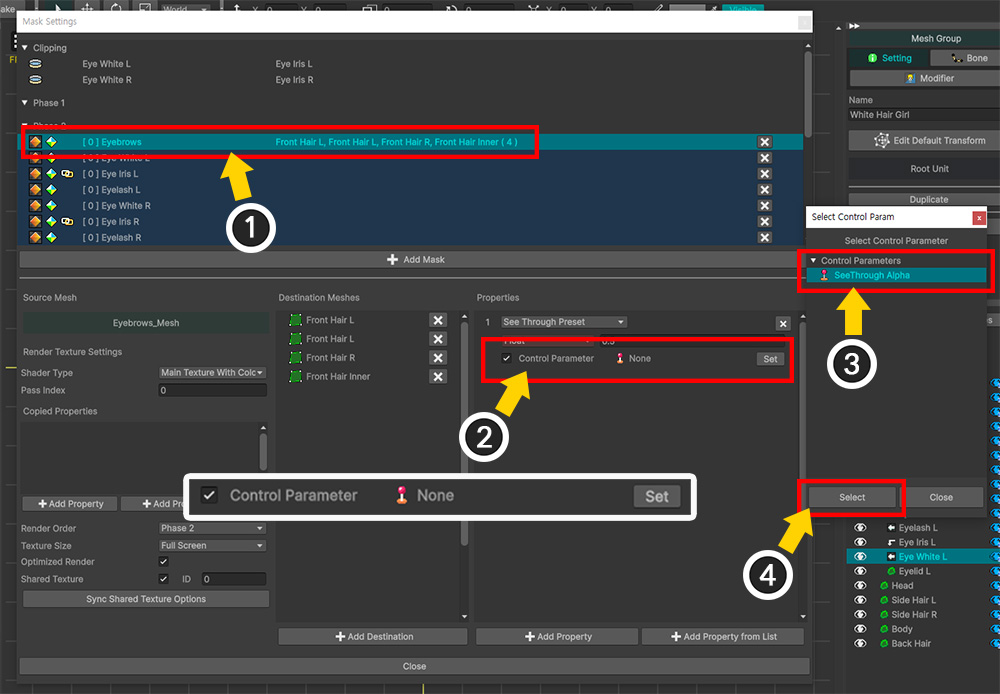 World
X
Y
X
Y
X
Y
Visible
Mask Settings
x
Clipping
Eye White L Eye Iris L
Eye White R Eye Iris R
Phase 1
[ 0 ] Eyebrows Front Hair L, Front Hair L, Front Hair R, Front Hair Inner ( 4 )
[ 0 ] Eye White L
[ 0 ] Eye Iris L
[ 0 ] Eyelash L
[ 0 ] Eye White R
[ 0 ] Eye Iris R
[ 0 ] Eyelash R
1
Add Mask
Source Mesh
Eyebrows_Mesh
Render Texture Settings
Shader Type Main Texture With Colc
Pass Index 0
Copied Properties
Add Property Add Pro
Render Order Phase 2
Texture Size Full Screen
Optimized Render
Shared Texture ID 0
Sync Shared Texture Options
Destination Meshes
Front Hair L
Front Hair L
Front Hair R
Front Hair Inner
Add Destination
Properties
1 See Through Preset
Float 0.5
Control Parameter None Set
2
Control Parameter None Set
Add Property Add Property from List
Close
Mesh Group
Setting Bone
Modifier
Name
White Hair Girl
Edit Default Transform
Root Unit
Duplicate
Select Control Param
x
Select Control Parameter
Control Parameters
SeeThrough Alpha
3
Select Close
4
Eyelash L
Eye Iris L
Eye White L
Eyelid L
Head
Side Hair L
Side Hair R
Body
Back Hair